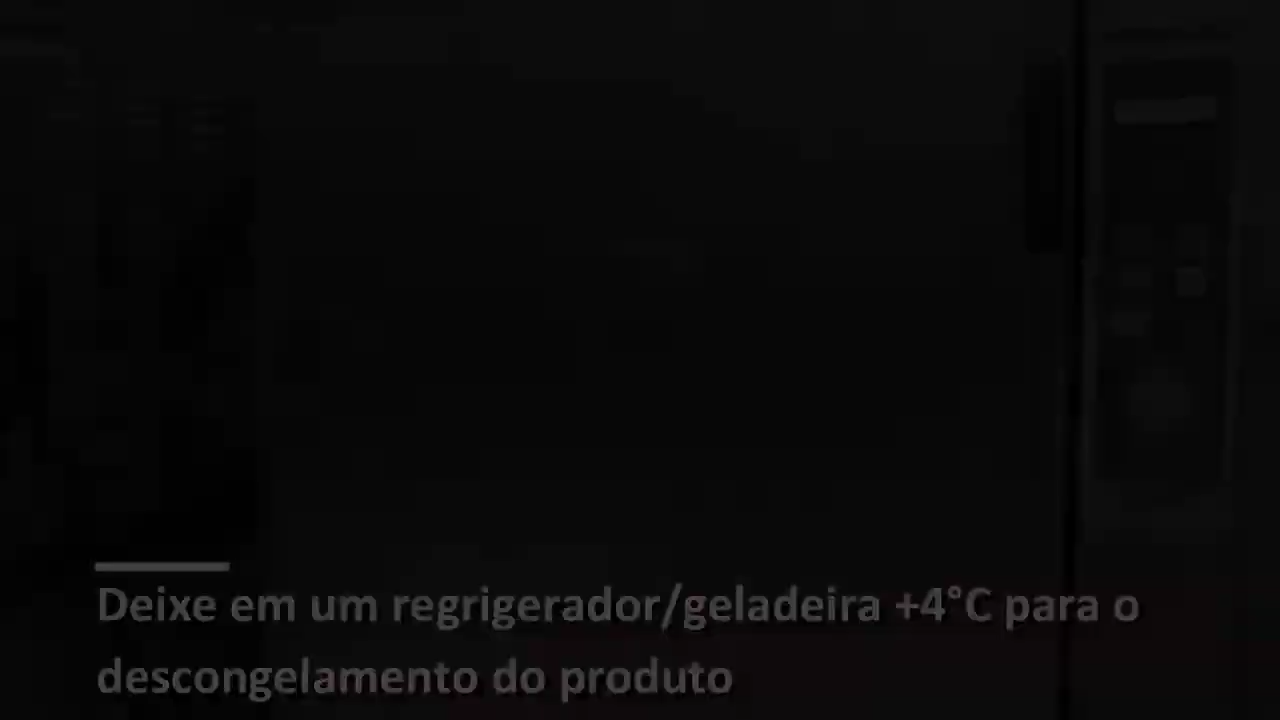 Deixe em um regrigerador/geladeira +4°C para o
descongelamento do produto